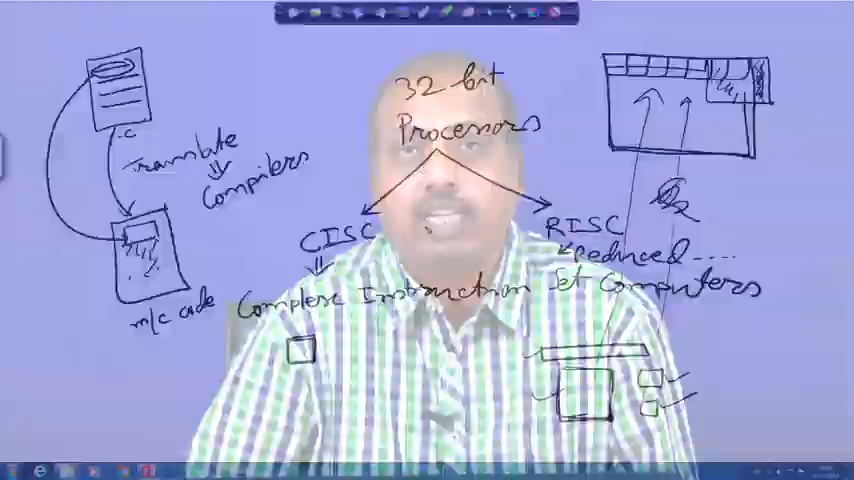 32 bit
Processors
.c
Translate
Compilers
CISC
RISC
Reduced ....
Complex Instruction Set Computers
m/c code